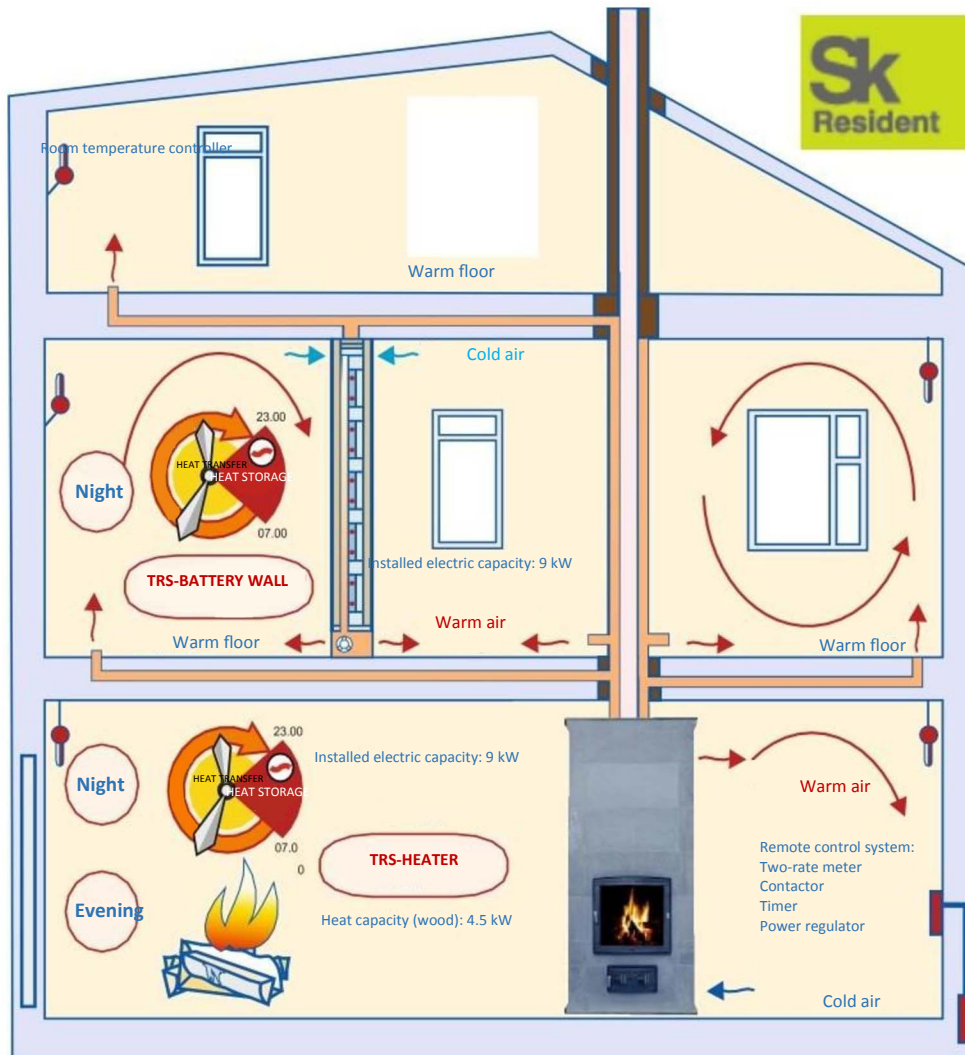 Sk
Resident
Room temperature controller
Warm floor
Cold air
23.00
HEAT TRANSFER
HEAT STORAGE
Night
07.00
Installed electric capacity: 9 kW
TRS-BATTERY WALL
Warm air
Warm floor
Warm floor
23.00
Installed electric capacity: 9 kW
Night
HEAT TRANSFER
HEAT STORAGE
Warm air
07.0
0
TRS-HEATER
Remote control system:
Two-rate meter
Contactor
Timer
Power regulator
Evening
Heat capacity (wood): 4.5 kW
Cold air